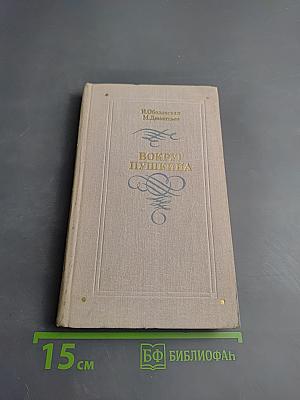 И. Ободовская
М. Дементьев
ВОКРУГ
ПУШКИНА
15 см
БФ БИБЛИОФАН